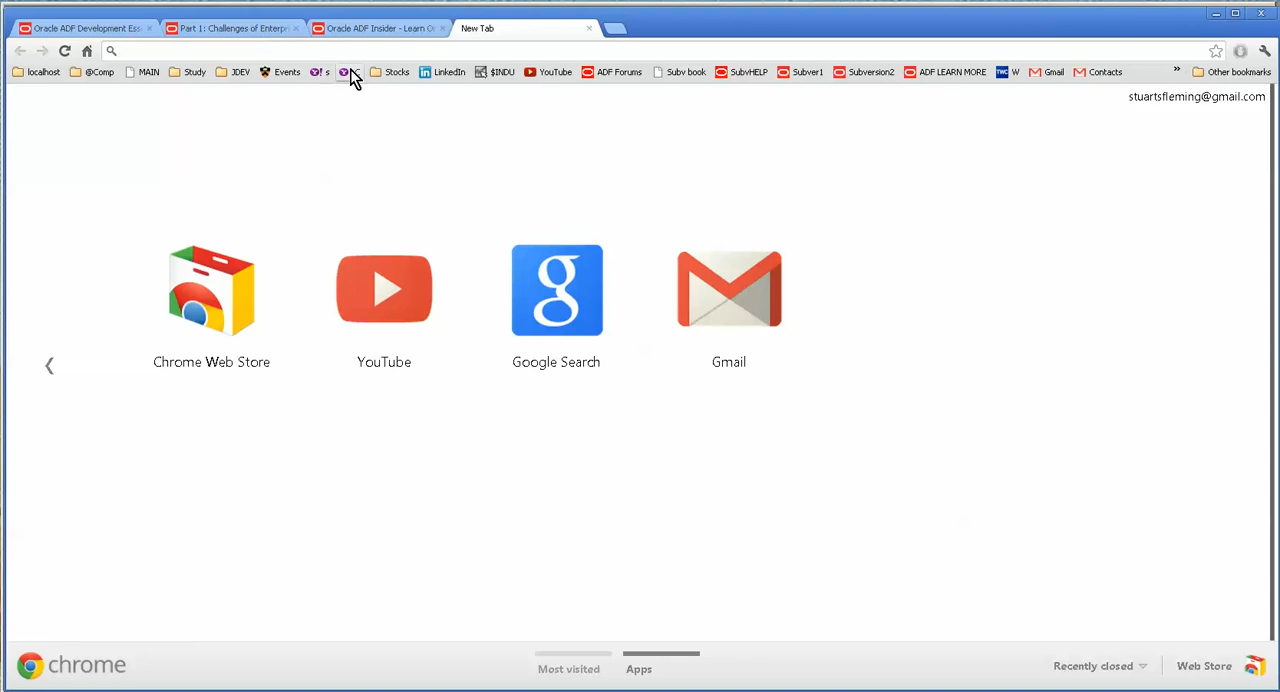 Oracle ADF Development Ess
Part 1: Challenges of Enterpri
Oracle ADF Insider - Learn O
New Tab
localhost @Comp MAIN Study JDEV Events s Stocks LinkedIn $INDU YouTube ADF Forums Subv book SubvHELP Subver1 Subversion2 ADF LEARN MORE W Gmail Contacts » Other bookmarks
stuartsfleming@gmail.com
Chrome Web Store YouTube Google Search Gmail
chrome
Most visited Apps
Recently closed Web Store